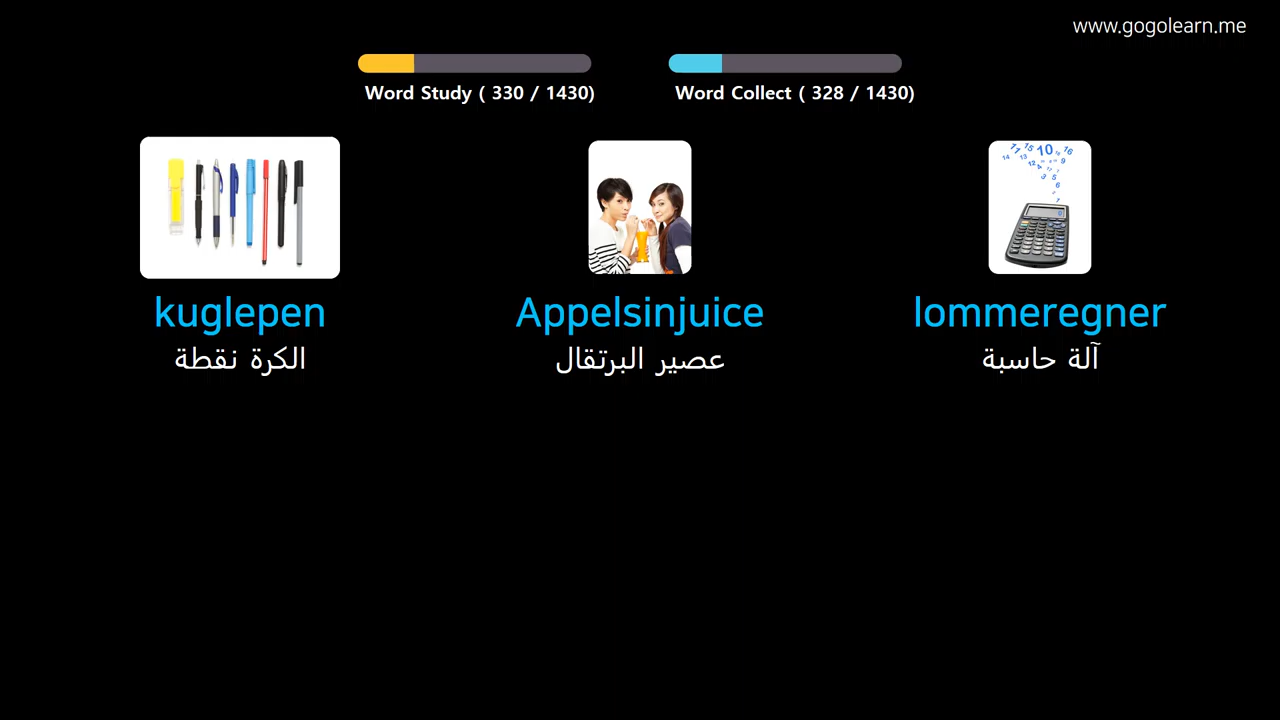 www.gogolearn.me
Word Study ( 330 / 1430)
Word Collect ( 328 / 1430)
kuglepen
الكرة نقطة
Appelsinjuice
عصير البرتقال
lommeregner
آلة حاسبة